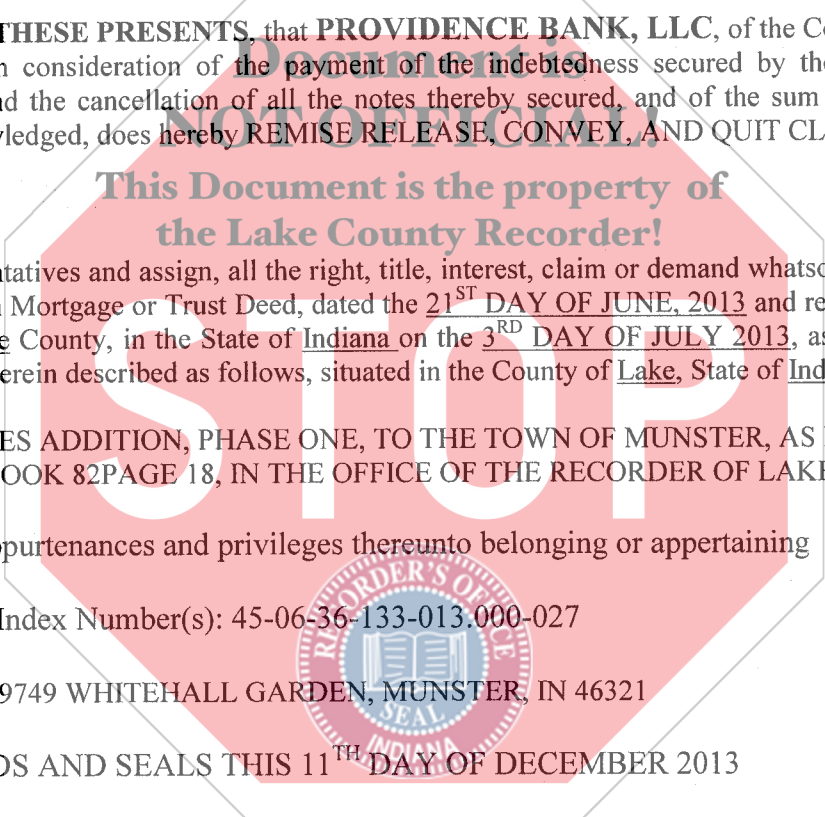 THESE PRESENTS, that PROVIDENCE BANK, LLC, of the Co
n consideration of the payment of the indebtedness secured by the
nd the cancellation of all the notes thereby secured, and of the sum
ledged, does hereby REMISE RELEASE, CONVEY, AND QUIT CL
Document is
NOT OFFICIAL!
This Document is the property of
the Lake County Recorder!
ntatives and assign, all the right, title, interest, claim or demand whatso
Mortgage or Trust Deed, dated the 21ST DAY OF JUNE, 2013 and re
e County, in the State of Indiana on the 3RD DAY OF JULY 2013, as
erein described as follows, situated in the County of Lake, State of Ind
STOP
ES ADDITION, PHASE ONE, TO THE TOWN OF MUNSTER, AS
OOK 82PAGE 18, IN THE OFFICE OF THE RECORDER OF LAKE
purtenances and privileges thereunto belonging or appertaining
Index Number(s): 45-06-36-133-013.000-027
9749 WHITEHALL GARDEN, MUNSTER, IN 46321
DS AND SEALS THIS 11TH DAY OF DECEMBER 2013
RECORDER'S OFFICE
SEAL
INDIANA